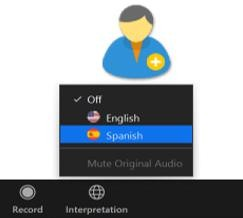 Off
English
Spanish
Mute Original Audio
Record
Interpretation